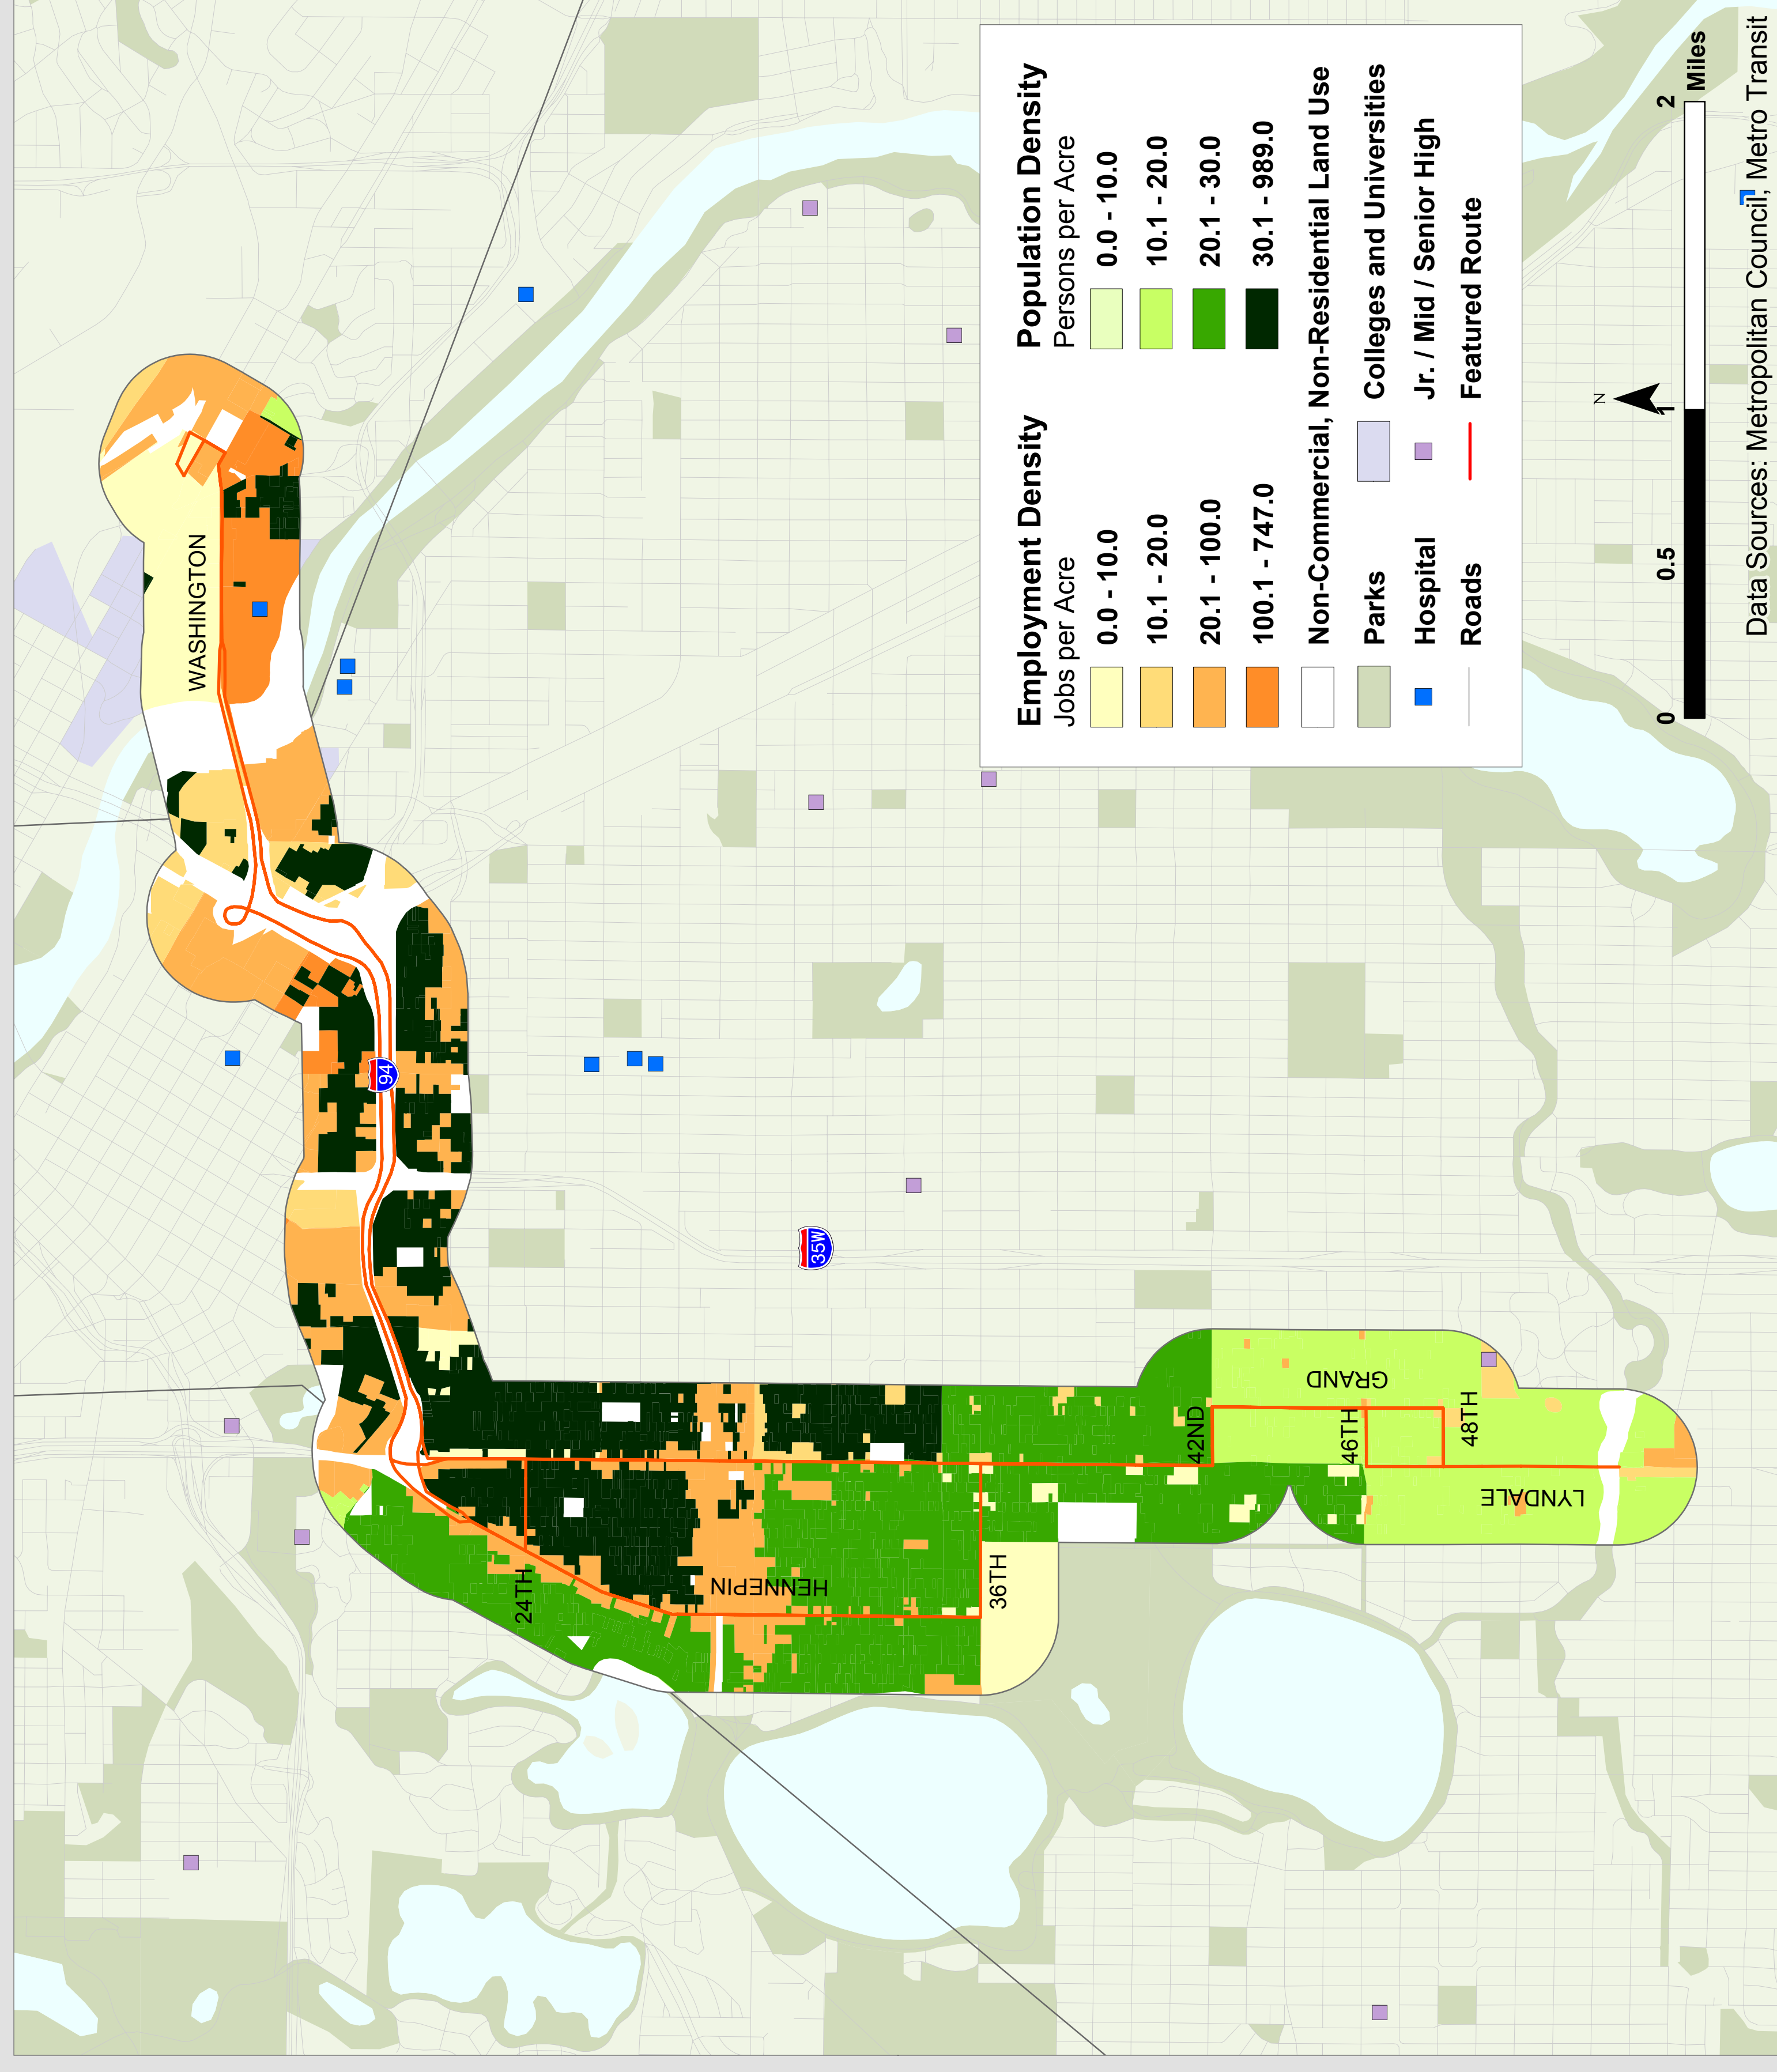 WASHINGTON
94
35W
24TH
HENNEPIN
36TH
42ND
GRAND
46TH
48TH
LYNDALE
Employment Density
Jobs per Acre
0.0 - 10.0
10.1 - 20.0
20.1 - 100.0
100.1 - 747.0
Population Density
Persons per Acre
0.0 - 10.0
10.1 - 20.0
20.1 - 30.0
30.1 - 989.0
Non-Commercial, Non-Residential Land Use
Parks
Colleges and Universities
Hospital
Jr. / Mid / Senior High
Roads
Featured Route
N
0 0.5 1 2
Miles
Data Sources: Metropolitan Council, Metro Transit